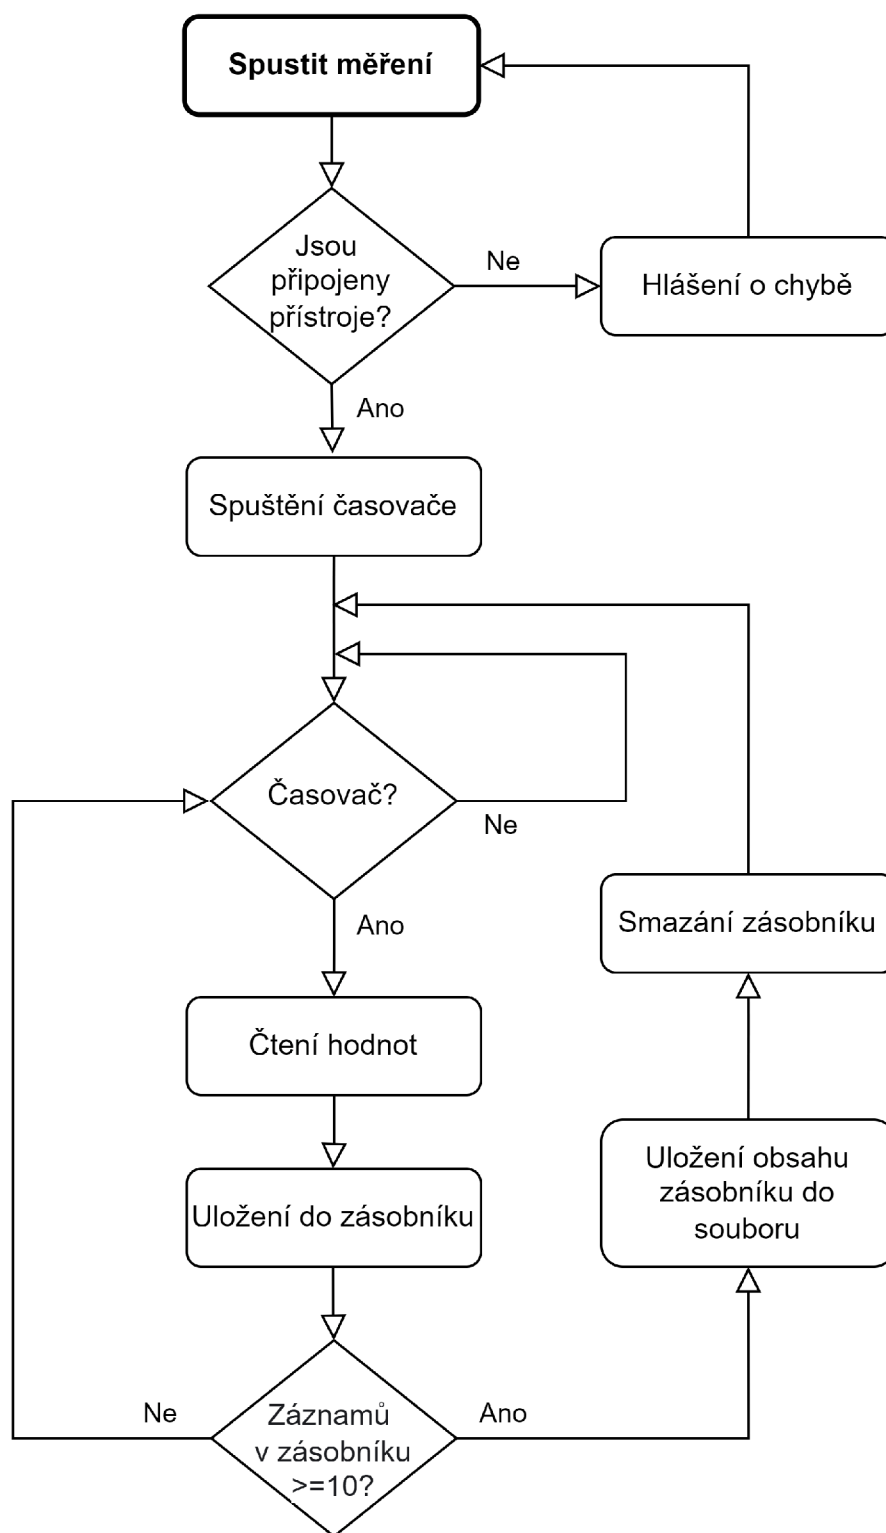 Spustit měření
Jsou
připojeny
přístroje?
Ne
Hlášení o chybě
Ano
Spuštění časovače
Časovač?
Ne
Ano
Smazání zásobníku
Čtení hodnot
Uložení obsahu
zásobníku do
souboru
Uložení do zásobníku
Ne
Záznamů
v zásobníku
>=10?
Ano